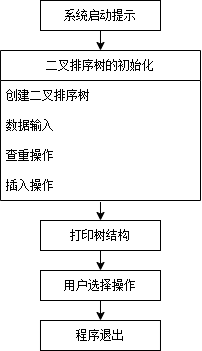 系统启动提示
二叉排序树的初始化
创建二叉排序树
数据输入
查重操作
插入操作
打印树结构
用户选择操作
程序退出